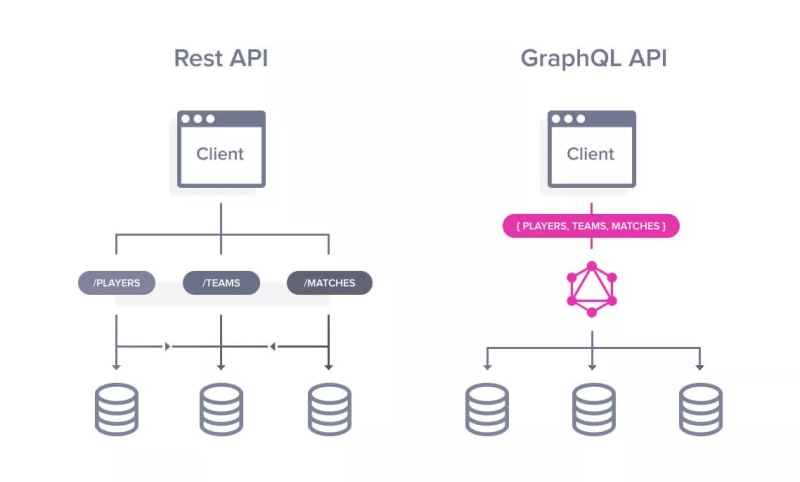 Rest API
GraphQL API
Client
Client
{ PLAYERS, TEAMS, MATCHES }
/PLAYERS
/TEAMS
/MATCHES